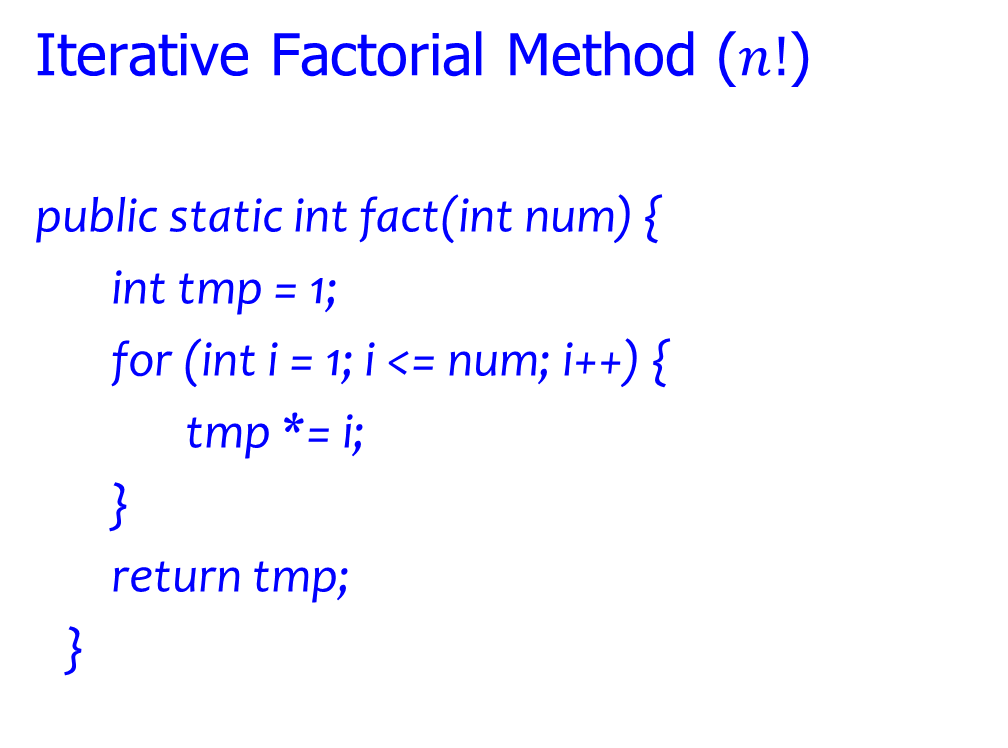 Iterative Factorial Method (n!)
public static int fact(int num) {
int tmp = 1;
for (int i = 1; i <= num; i++) {
tmp *= i;
}
return tmp;
}